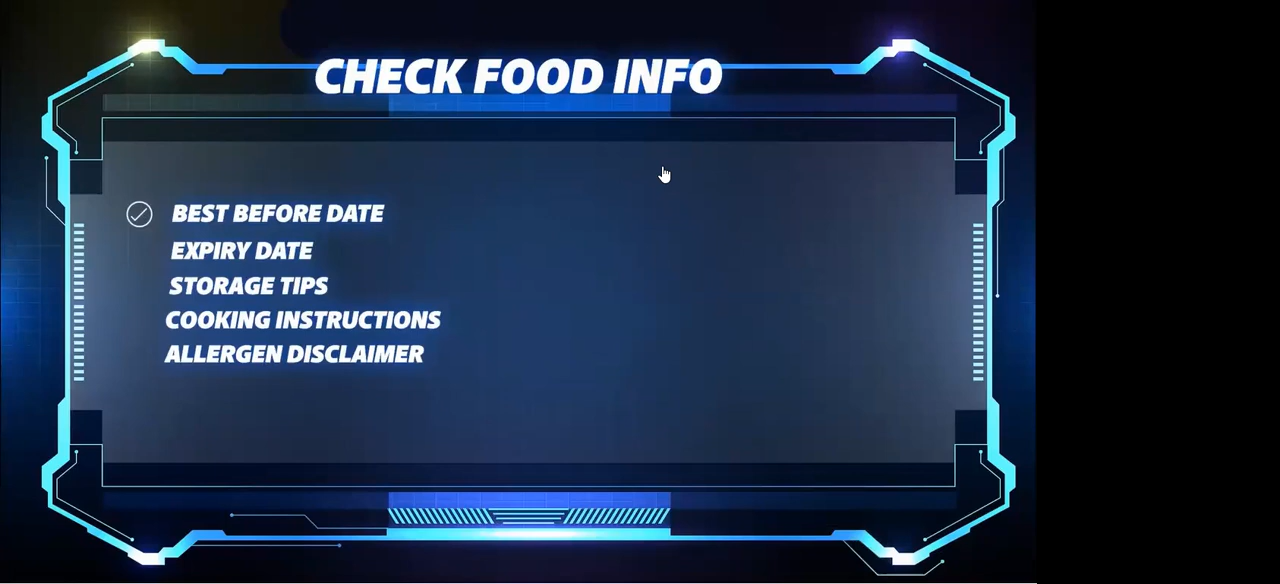 CHECK FOOD INFO
BEST BEFORE DATE
EXPIRY DATE
STORAGE TIPS
COOKING INSTRUCTIONS
ALLERGEN DISCLAIMER